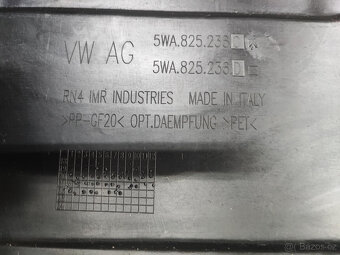 VW AG
5WA.825.233
5WA.825.233
RN4 IMR INDUSTRIES MADE IN ITALY
>PP-GF20< OPT.DAEMPFUNG >PET<
Bazos.cz